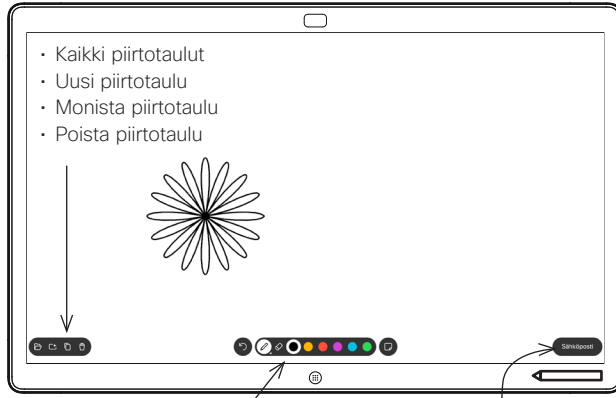 · Kaikki piirtotaulut
· Uusi piirtotaulu
· Monista piirtotaulu
· Poista piirtotaulu
Sähköposti